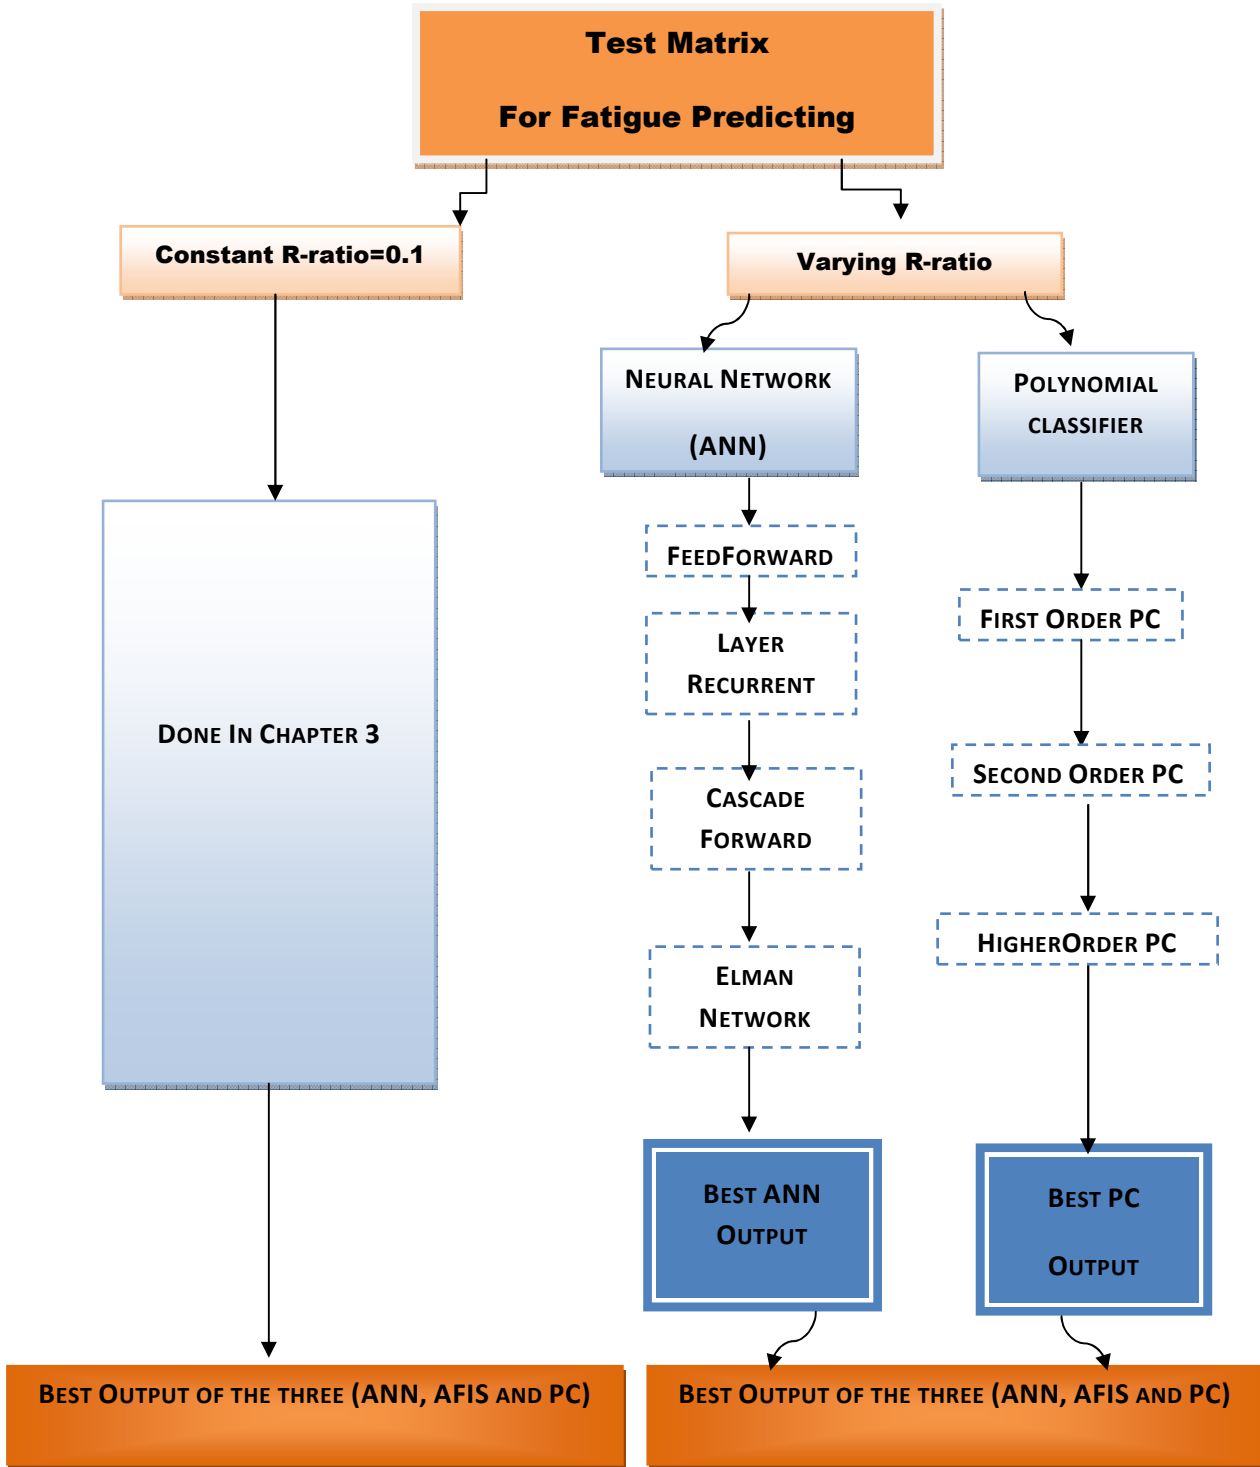 Test Matrix
For Fatigue Predicting
Constant R-ratio=0.1
Varying R-ratio
NEURAL NETWORK
(ANN)
POLYNOMIAL
CLASSIFIER
FEEDFORWARD
LAYER
RECURRENT
CASCADE
FORWARD
ELMAN
NETWORK
FIRST ORDER PC
SECOND ORDER PC
HIGHERORDER PC
DONE IN CHAPTER 3
BEST ANN
OUTPUT
BEST PC
OUTPUT
BEST OUTPUT OF THE THREE (ANN, AFIS AND PC)
BEST OUTPUT OF THE THREE (ANN, AFIS AND PC)